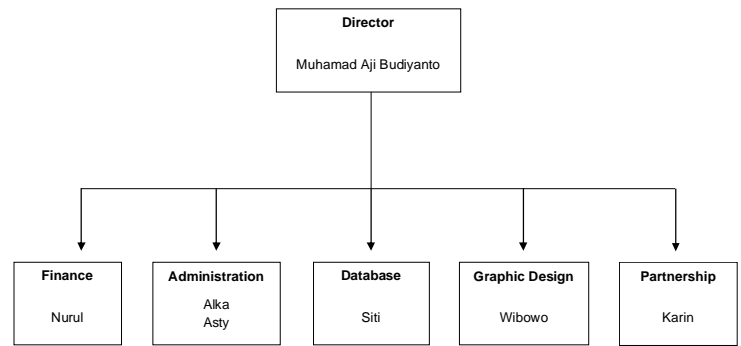 Director
Muhamad Aji Budiyanto
Finance
Nurul
Administration
Alka
Asty
Database
Siti
Graphic Design
Wibowo
Partnership
Karin